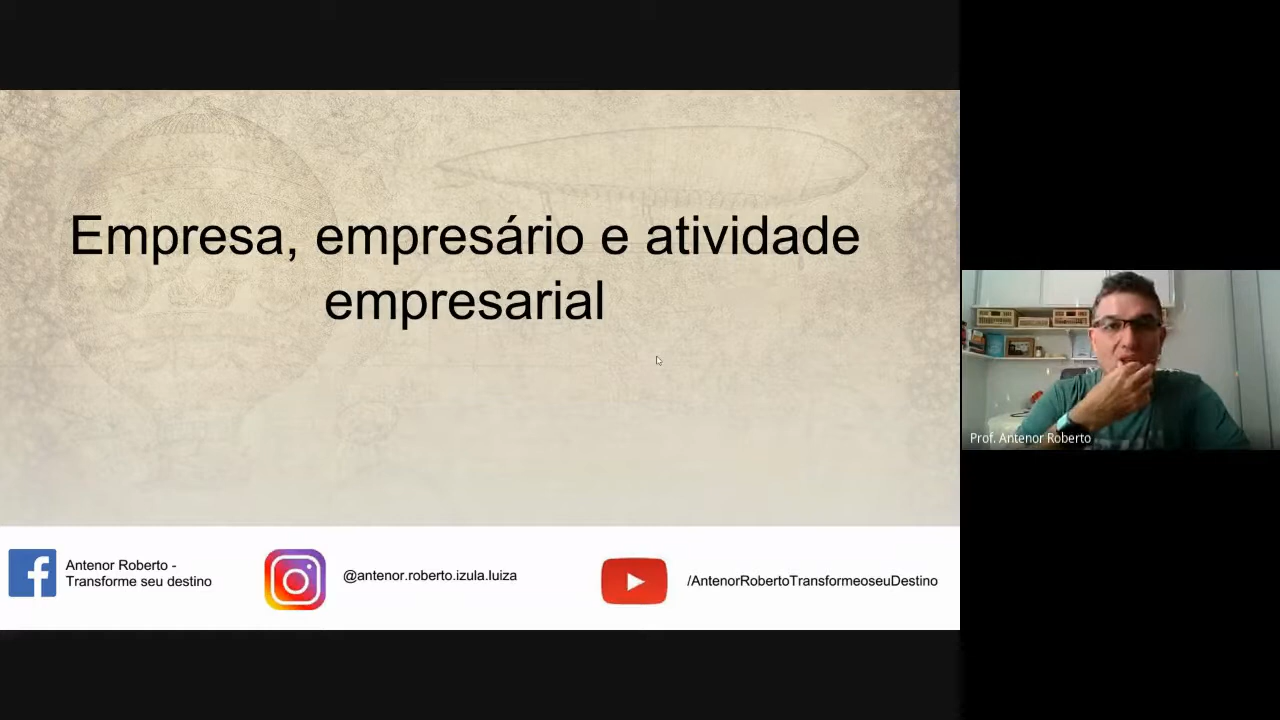 Empresa, empresário e atividade
empresarial
Prof. Antenor Roberto
Antenor Roberto -
Transforme seu destino
@antenor.roberto.izula.luiza
/AntenorRobertoTransformeoseuDestino